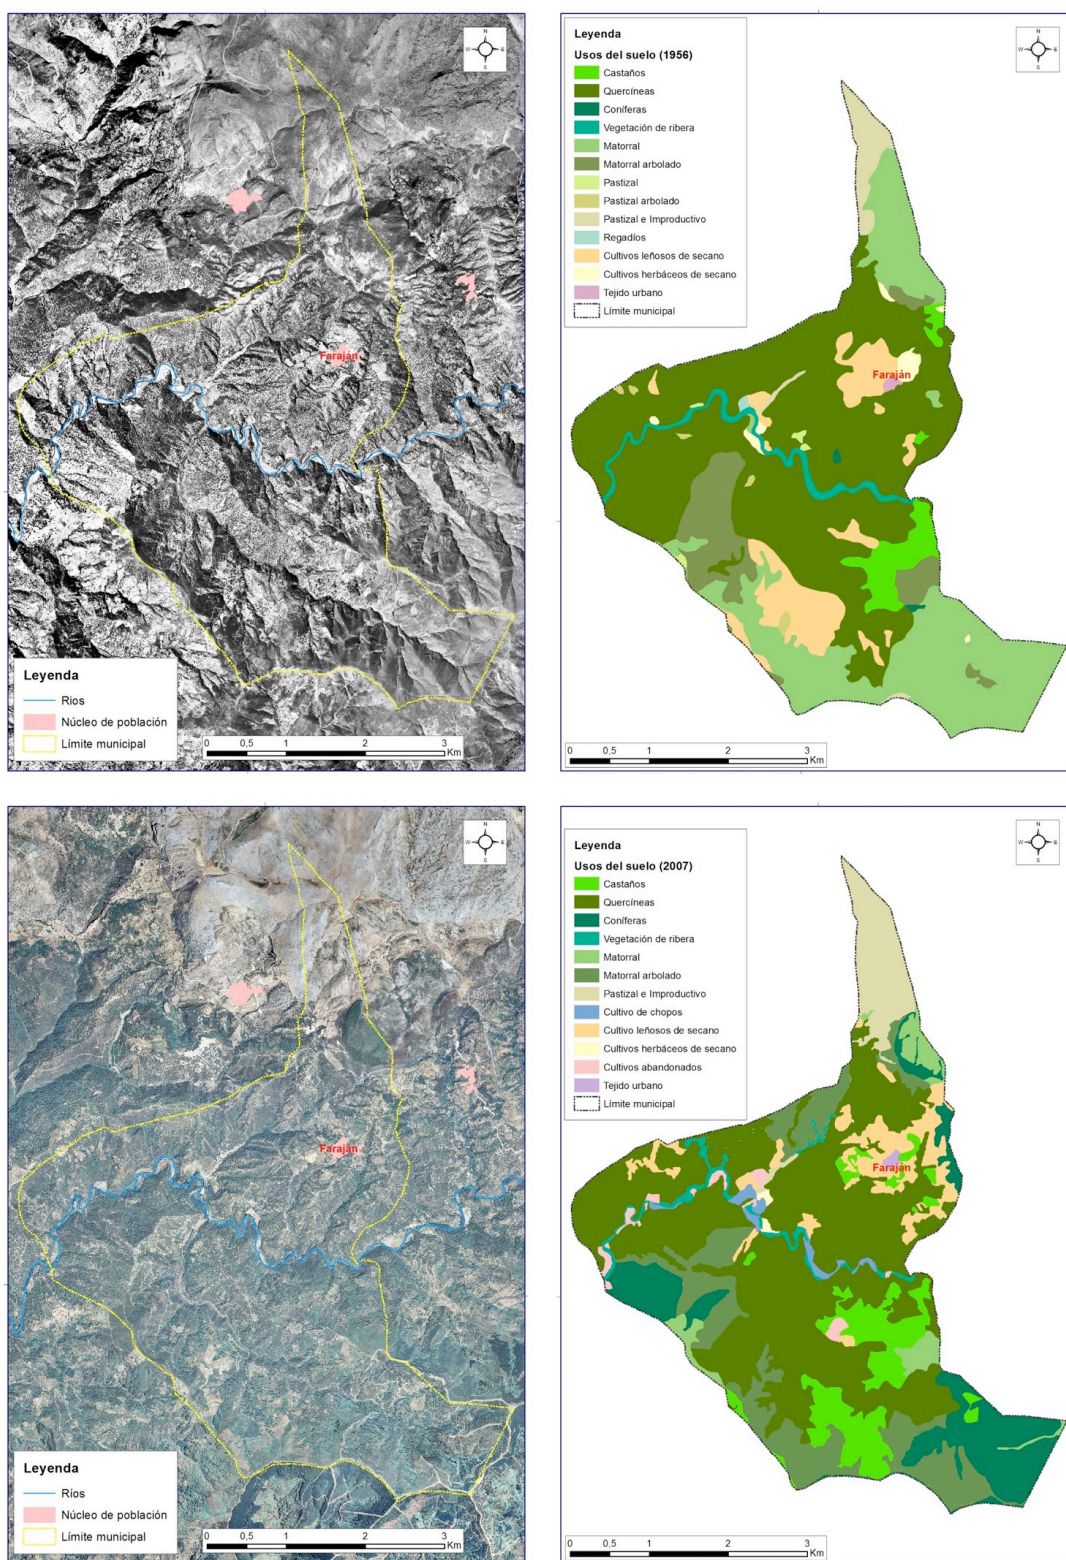 N
W
E
S
Faraján
Leyenda
Ríos
Núcleo de población
Límite municipal
0 0,5 1 2 3
Km
Leyenda
Usos del suelo (1956)
Castaños
Quercíneas
Coníferas
Vegetación de ribera
Matorral
Matorral arbolado
Pastizal
Pastizal arbolado
Pastizal e Improductivo
Regadíos
Cultivos leñosos de secano
Cultivos herbáceos de secano
Tejido urbano
Límite municipal
N
W
E
S
Faraján
0 0,5 1 2 3
Km
N
W
E
S
Faraján
Leyenda
Ríos
Núcleo de población
Límite municipal
0 0,5 1 2 3
Km
Leyenda
Usos del suelo (2007)
Castaños
Quercíneas
Coníferas
Vegetación de ribera
Matorral
Matorral arbolado
Pastizal e Improductivo
Cultivo de chopos
Cultivo leñosos de secano
Cultivos herbáceos de secano
Cultivos abandonados
Tejido urbano
Límite municipal
N
W
E
S
Faraján
0 0,5 1 2 3
Km